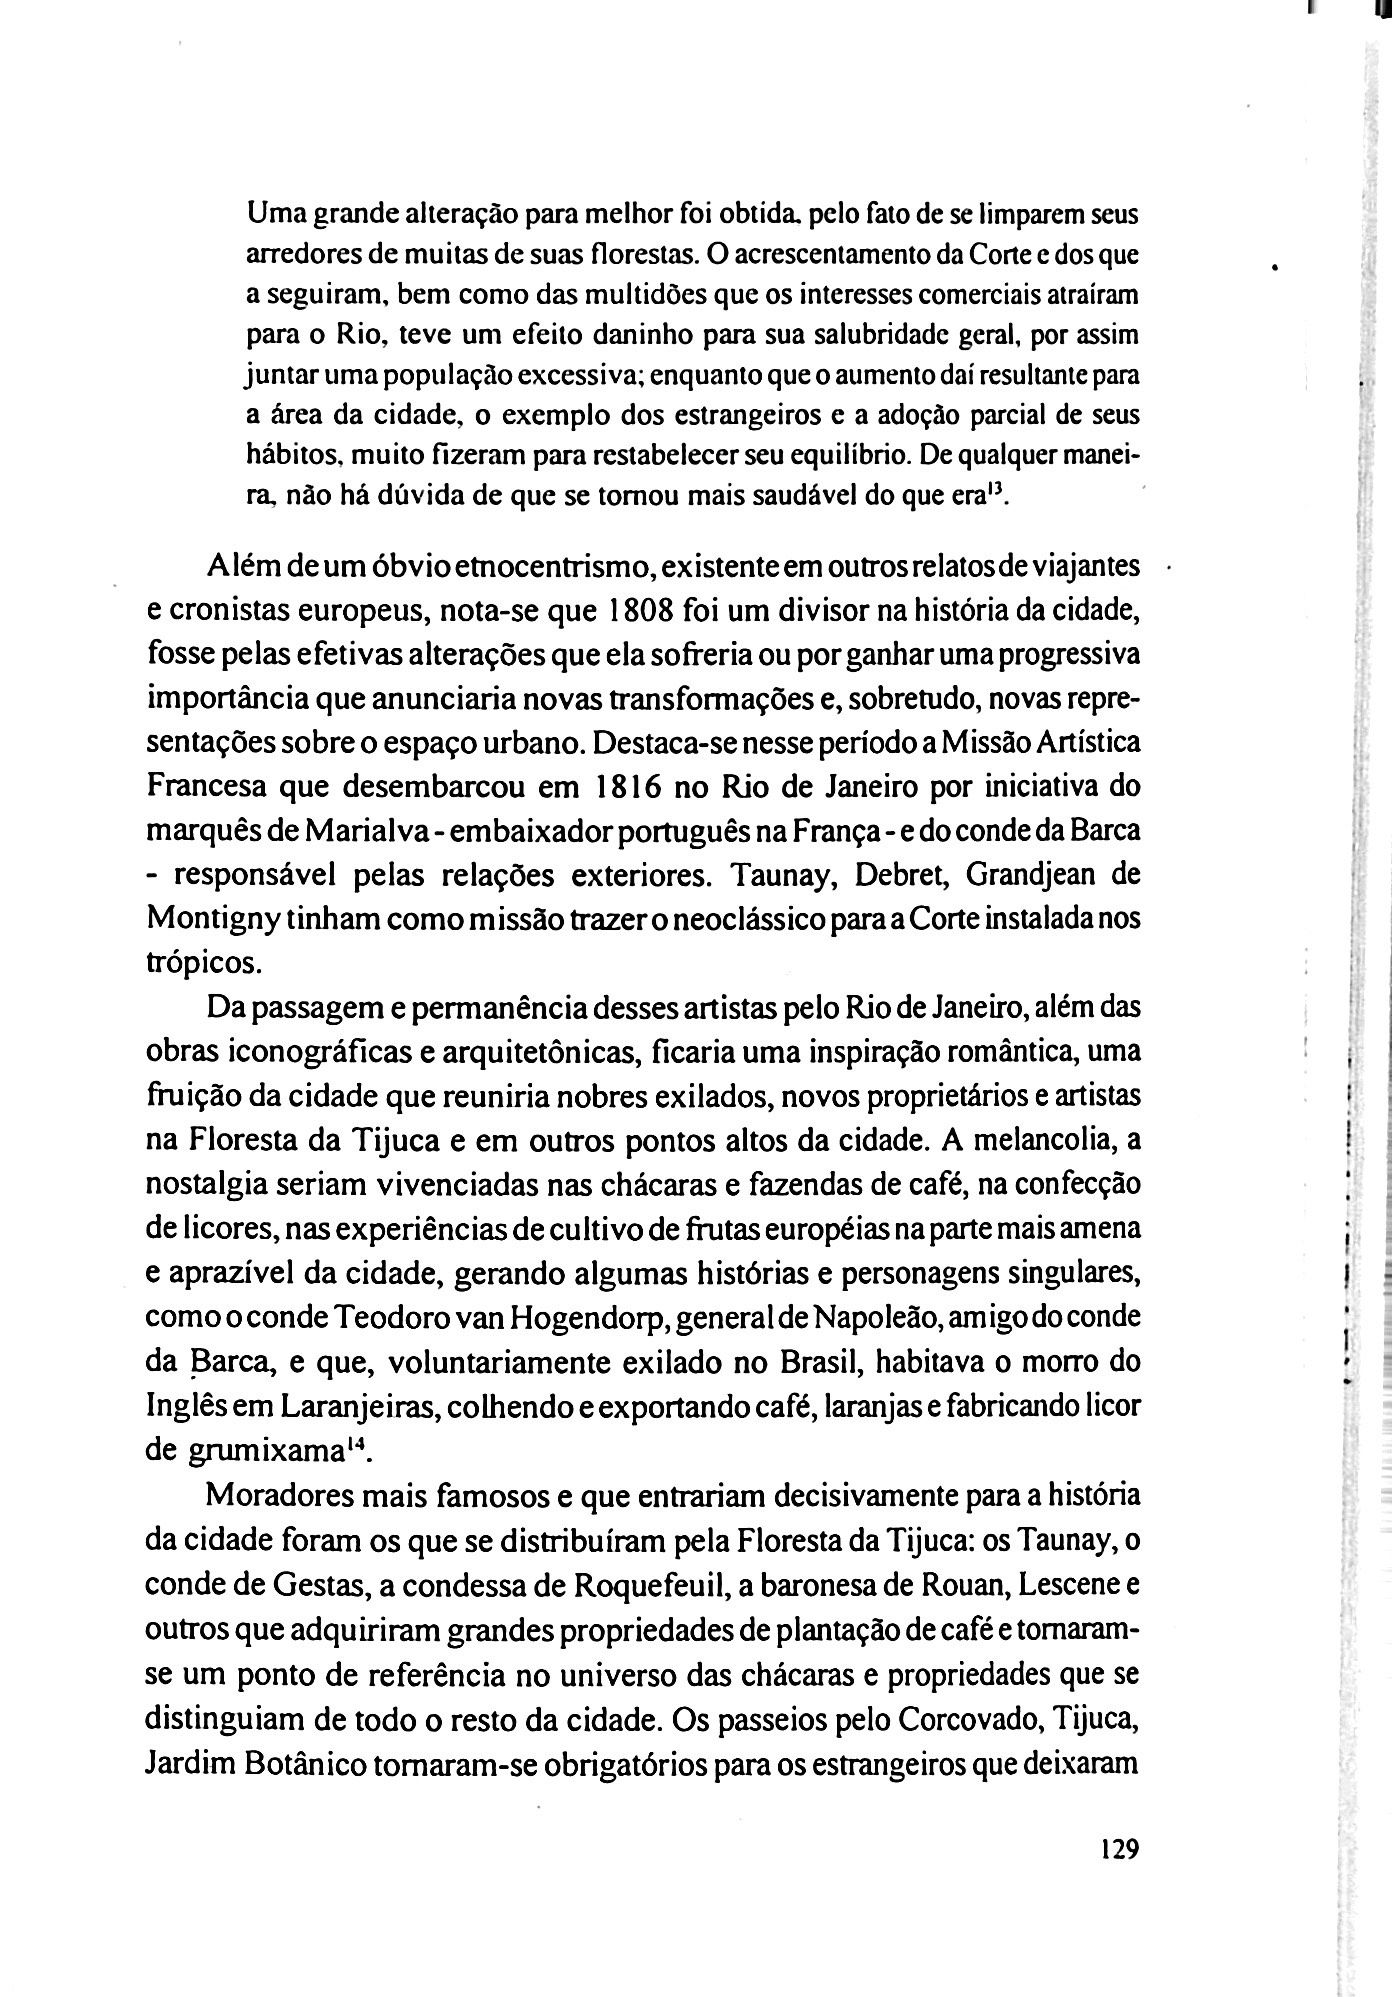 Uma grande alteração para melhor foi obtida, pelo fato de se limparem seus
arredores de muitas de suas florestas. O acrescentamento da Corte e dos que
a seguiram, bem como das multidões que os interesses comerciais atraíram
para o Rio, teve um efeito daninho para sua salubridade geral, por assim
juntar uma população excessiva; enquanto que o aumento daí resultante para
a área da cidade, o exemplo dos estrangeiros e a adoção parcial de seus
hábitos, muito fizeram para restabelecer seu equilíbrio. De qualquer manei-
ra, não há dúvida de que se tornou mais saudável do que era¹³.
Além de um óbvio etnocentrismo, existente em outros relatos de viajantes
e cronistas europeus, nota-se que 1808 foi um divisor na história da cidade,
fosse pelas efetivas alterações que ela sofreria ou por ganhar uma progressiva
importância que anunciaria novas transformações e, sobretudo, novas repre-
sentações sobre o espaço urbano. Destaca-se nesse período a Missão Artística
Francesa que desembarcou em 1816 no Rio de Janeiro por iniciativa do
marquês de Marialva - embaixador português na França - e do conde da Barca
- responsável pelas relações exteriores. Taunay, Debret, Grandjean de
Montigny tinham como missão trazer o neoclássico para a Corte instalada nos
trópicos.
Da passagem e permanência desses artistas pelo Rio de Janeiro, além das
obras iconográficas e arquitetônicas, ficaria uma inspiração romântica, uma
fruição da cidade que reuniria nobres exilados, novos proprietários e artistas
na Floresta da Tijuca e em outros pontos altos da cidade. A melancolia, a
nostalgia seriam vivenciadas nas chácaras e fazendas de café, na confecção
de licores, nas experiências de cultivo de frutas européias na parte mais amena
e aprazível da cidade, gerando algumas histórias e personagens singulares,
como o conde Teodoro van Hogendorp, general de Napoleão, amigo do conde
da Barca, e que, voluntariamente exilado no Brasil, habitava o morro do
Inglês em Laranjeiras, colhendo e exportando café, laranjas e fabricando licor
de grumixama¹⁴.
Moradores mais famosos e que entrariam decisivamente para a história
da cidade foram os que se distribuíram pela Floresta da Tijuca: os Taunay, o
conde de Gestas, a condessa de Roquefeuil, a baronesa de Rouan, Lescene e
outros que adquiriram grandes propriedades de plantação de café e tornaram-
se um ponto de referência no universo das chácaras e propriedades que se
distinguiam de todo o resto da cidade. Os passeios pelo Corcovado, Tijuca,
Jardim Botânico tornaram-se obrigatórios para os estrangeiros que deixaram
129